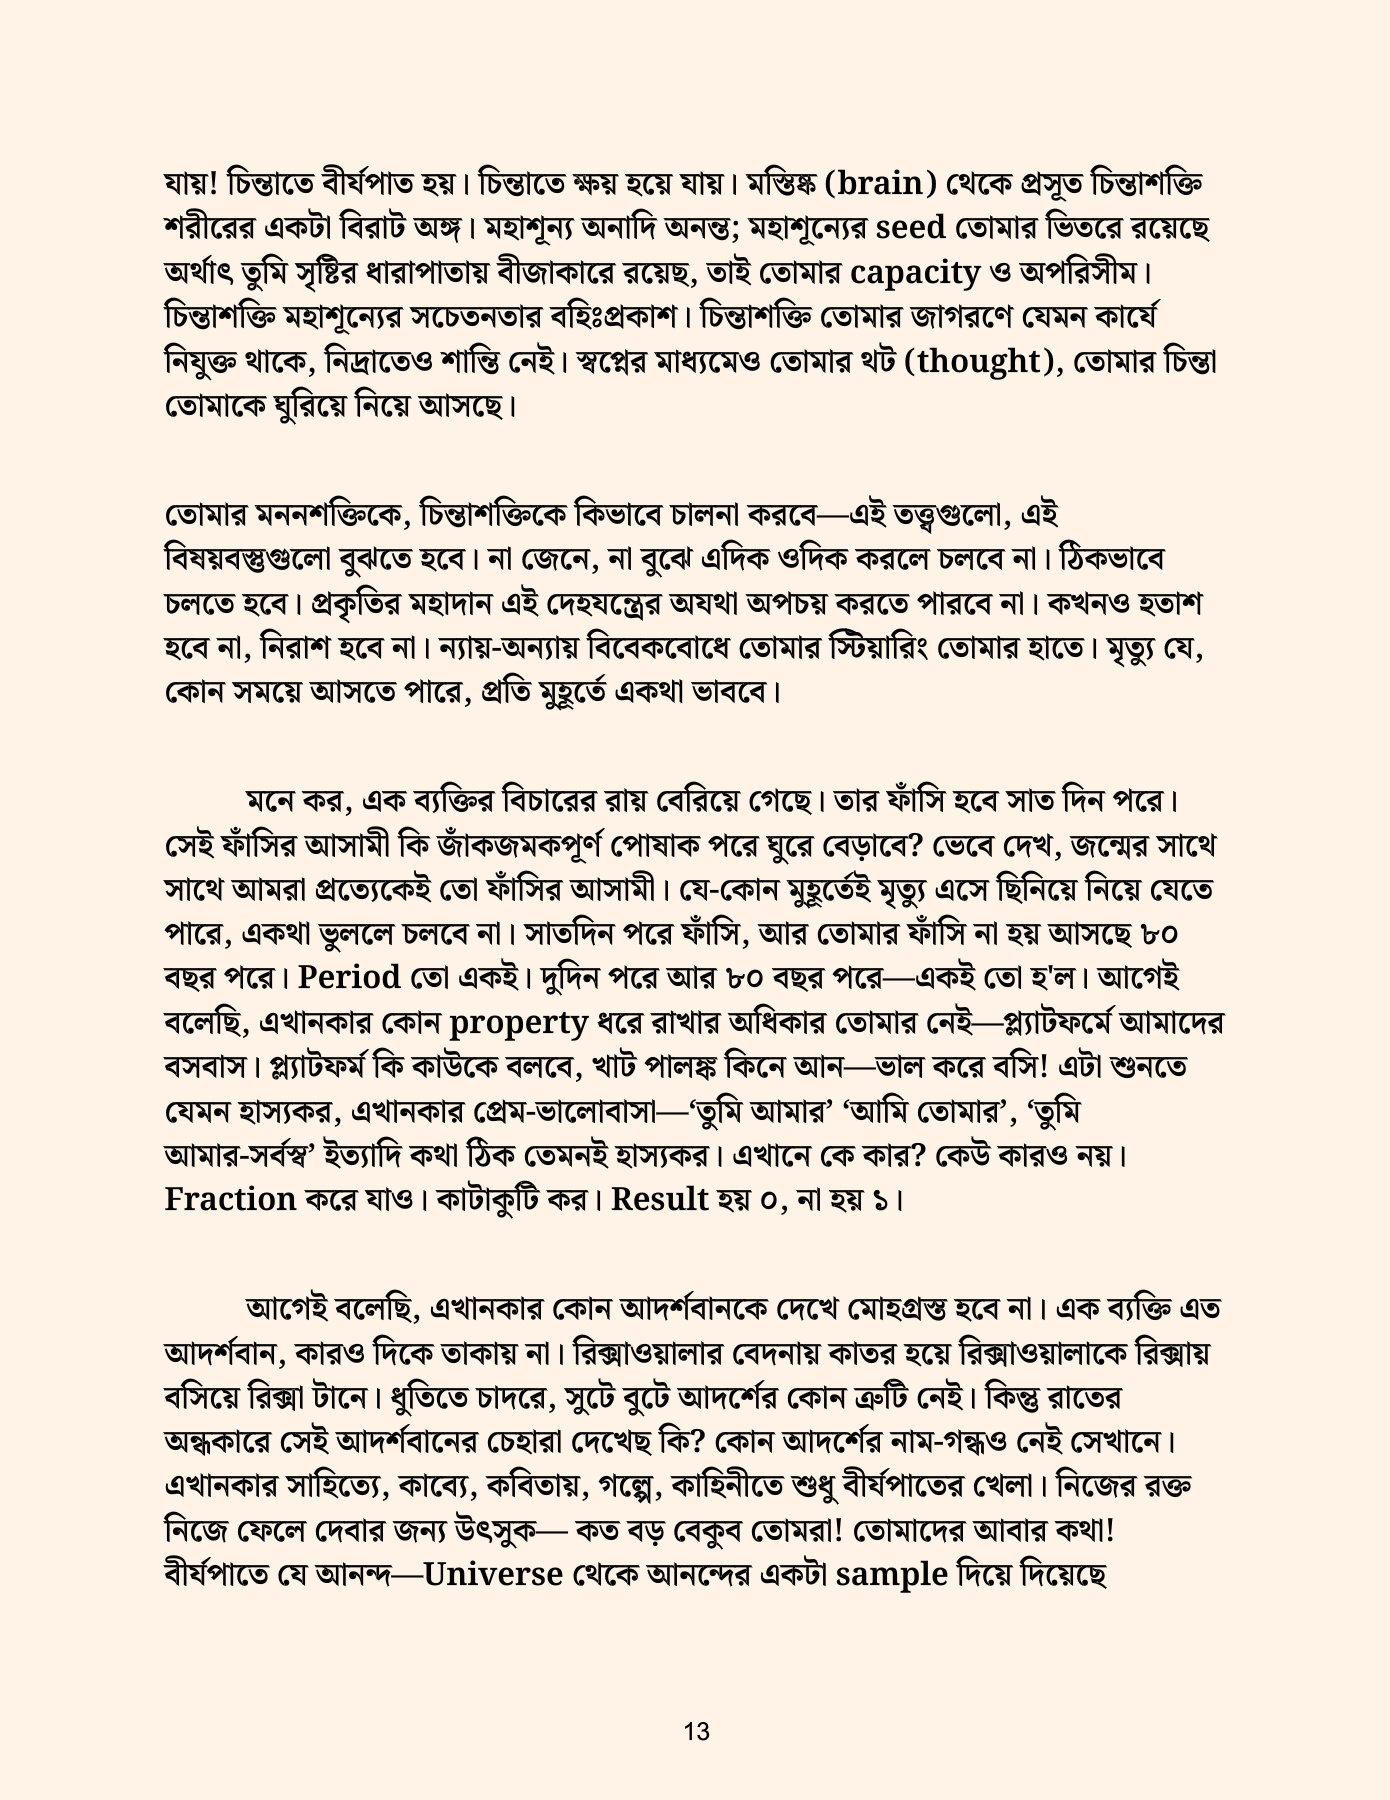 যায়! চিন্তাতে বীর্যপাত হয়। চিন্তাতে ক্ষয় হয়ে যায়। মস্তিষ্ক (brain) থেকে প্রসূত চিন্তাশক্তি
শরীরের একটা বিরাট অঙ্গ। মহাশূন্য অনাদি অনন্ত; মহাশূন্যের seed তোমার ভিতরে রয়েছে
অর্থাৎ তুমি সৃষ্টির ধারাপাতায় বীজাকারে রয়েছ, তাই তোমার capacity ও অপরিসীম।
চিন্তাশক্তি মহাশূন্যের সচেতনতার বহিঃপ্রকাশ। চিন্তাশক্তি তোমার জাগরণে যেমন কার্যে
নিযুক্ত থাকে, নিদ্রাতেও শান্তি নেই। স্বপ্নের মাধ্যমেও তোমার থট (thought), তোমার চিন্তা
তোমাকে ঘুরিয়ে নিয়ে আসছে।
তোমার মননশক্তিকে, চিন্তাশক্তিকে কিভাবে চালনা করবে—এই তত্ত্বগুলো, এই
বিষয়বস্তুগুলো বুঝতে হবে। না জেনে, না বুঝে এদিক ওদিক করলে চলবে না। ঠিকভাবে
চলতে হবে। প্রকৃতির মহাদান এই দেহযন্ত্রের অযথা অপচয় করতে পারবে না। কখনও হতাশ
হবে না, নিরাশ হবে না। ন্যায়-অন্যায় বিবেকবোধে তোমার স্টিয়ারিং তোমার হাতে। মৃত্যু যে,
কোন সময়ে আসতে পারে, প্রতি মুহূর্তে একথা ভাববে।
মনে কর, এক ব্যক্তির বিচারের রায় বেরিয়ে গেছে। তার ফাঁসি হবে সাত দিন পরে।
সেই ফাঁসির আসামী কি জাঁকজমকপূর্ণ পোষাক পরে ঘুরে বেড়াবে? ভেবে দেখ, জন্মের সাথে
সাথে আমরা প্রত্যেকেই তো ফাঁসির আসামী। যে-কোন মুহূর্তেই মৃত্যু এসে ছিনিয়ে নিয়ে যেতে
পারে, একথা ভুললে চলবে না। সাতদিন পরে ফাঁসি, আর তোমার ফাঁসি না হয় আসছে ৮০
বছর পরে। Period তো একই। দুদিন পরে আর ৮০ বছর পরে—একই তো হ'ল। আগেই
বলেছি, এখানকার কোন property ধরে রাখার অধিকার তোমার নেই—প্ল্যাটফর্মে আমাদের
বসবাস। প্ল্যাটফর্ম কি কাউকে বলবে, খাট পালঙ্ক কিনে আন—ভাল করে বসি! এটা শুনতে
যেমন হাস্যকর, এখানকার প্রেম-ভালোবাসা—‘তুমি আমার’ ‘আমি তোমার’, ‘তুমি
আমার-সর্বস্ব’ ইত্যাদি কথা ঠিক তেমনই হাস্যকর। এখানে কে কার? কেউ কারও নয়।
Fraction করে যাও। কাটাকুটি কর। Result হয় ০, না হয় ১।
আগেই বলেছি, এখানকার কোন আদর্শবানকে দেখে মোহগ্রস্ত হবে না। এক ব্যক্তি এত
আদর্শবান, কারও দিকে তাকায় না। রিক্সাওয়ালার বেদনায় কাতর হয়ে রিক্সাওয়ালাকে রিক্সায়
বসিয়ে রিক্সা টানে। ধুতিতে চাদরে, সুটে বুটে আদর্শের কোন ত্রুটি নেই। কিন্তু রাতের
অন্ধকারে সেই আদর্শবানের চেহারা দেখেছ কি? কোন আদর্শের নাম-গন্ধও নেই সেখানে।
এখানকার সাহিত্যে, কাব্যে, কবিতায়, গল্পে, কাহিনীতে শুধু বীর্যপাতের খেলা। নিজের রক্ত
নিজে ফেলে দেবার জন্য উৎসুক— কত বড় বেকুব তোমরা! তোমাদের আবার কথা!
বীর্যপাতে যে আনন্দ—Universe থেকে আনন্দের একটা sample দিয়ে দিয়েছে
13